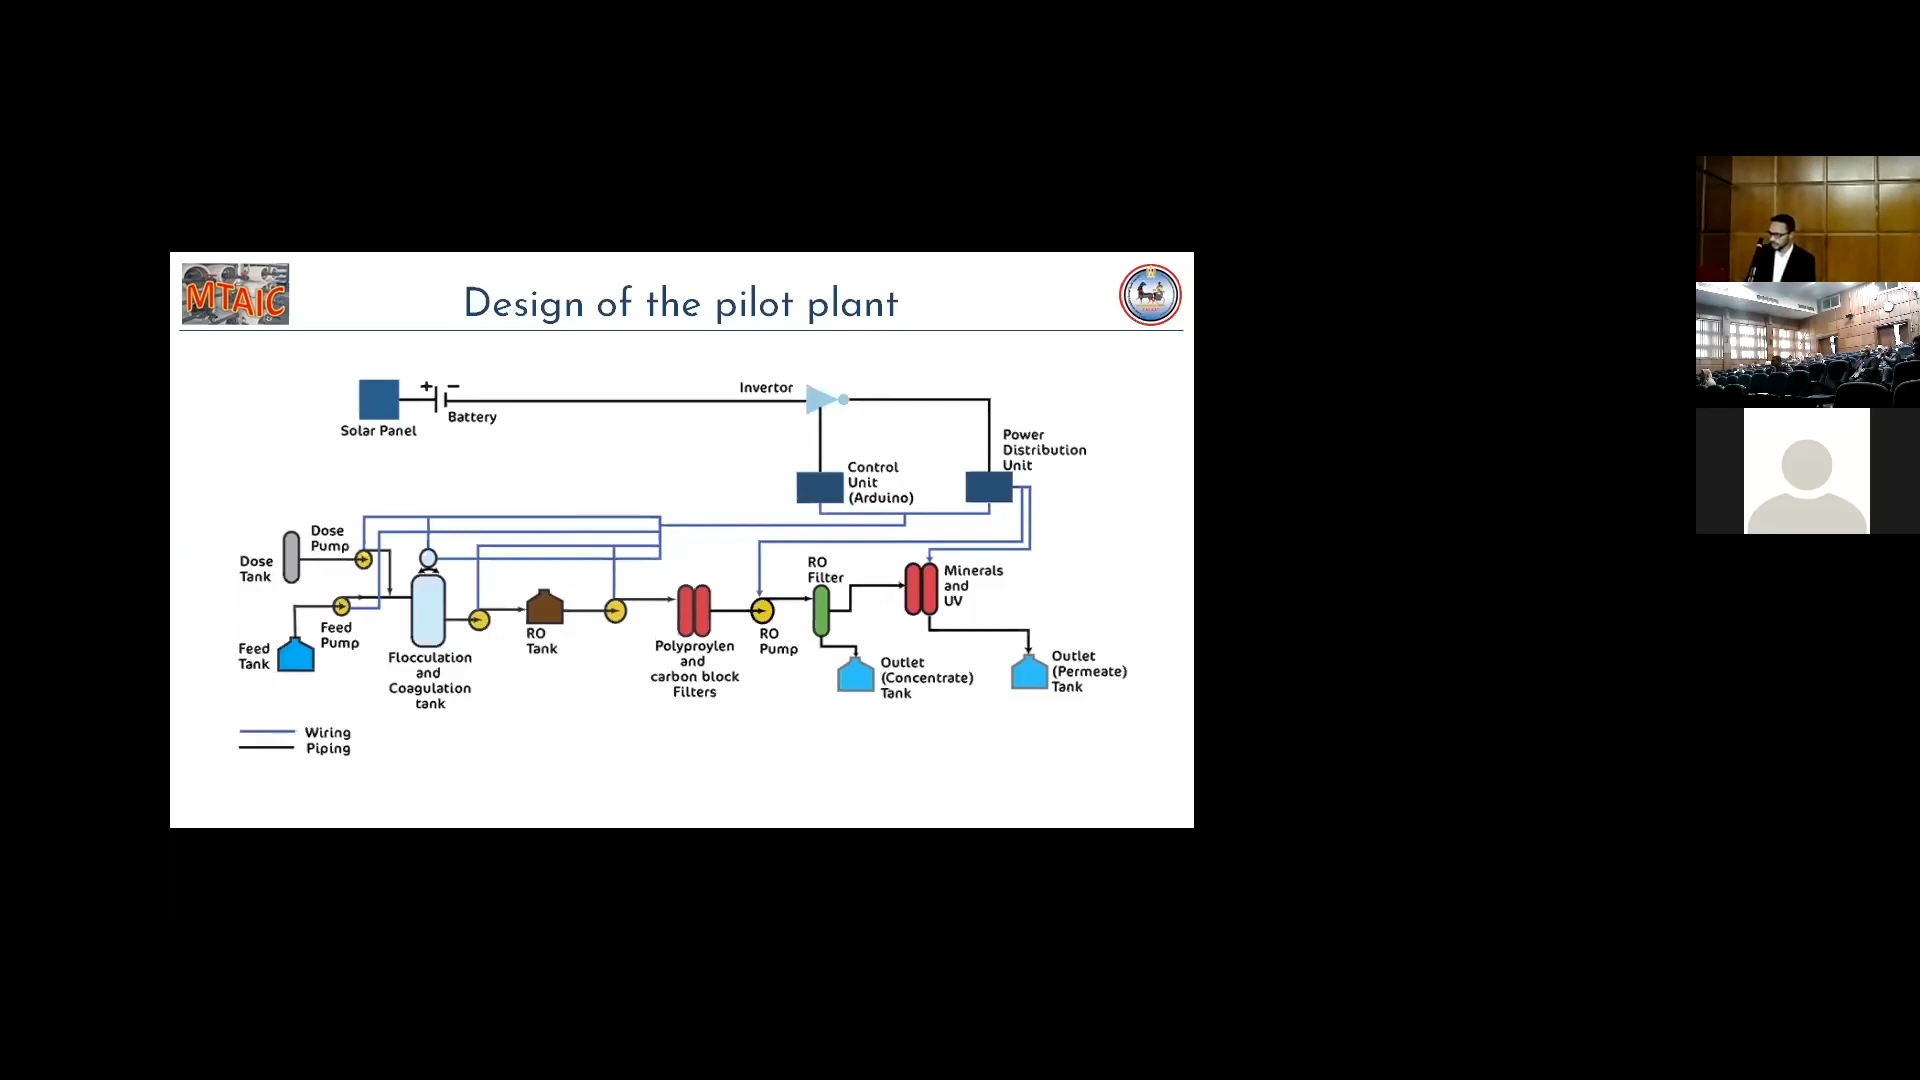 MTAIC
Design of the pilot plant
+ −
Battery
Solar Panel
Invertor
Control
Unit
(Arduino)
Power
Distribution
Unit
Dose
Pump
Dose
Tank
Feed
Pump
Feed
Tank
Flocculation
and
Coagulation
tank
RO
Tank
Polyproylen
and
carbon block
Filters
RO
Pump
RO
Filter
Minerals
and
UV
Outlet
(Concentrate)
Tank
Outlet
(Permeate)
Tank
Wiring
Piping